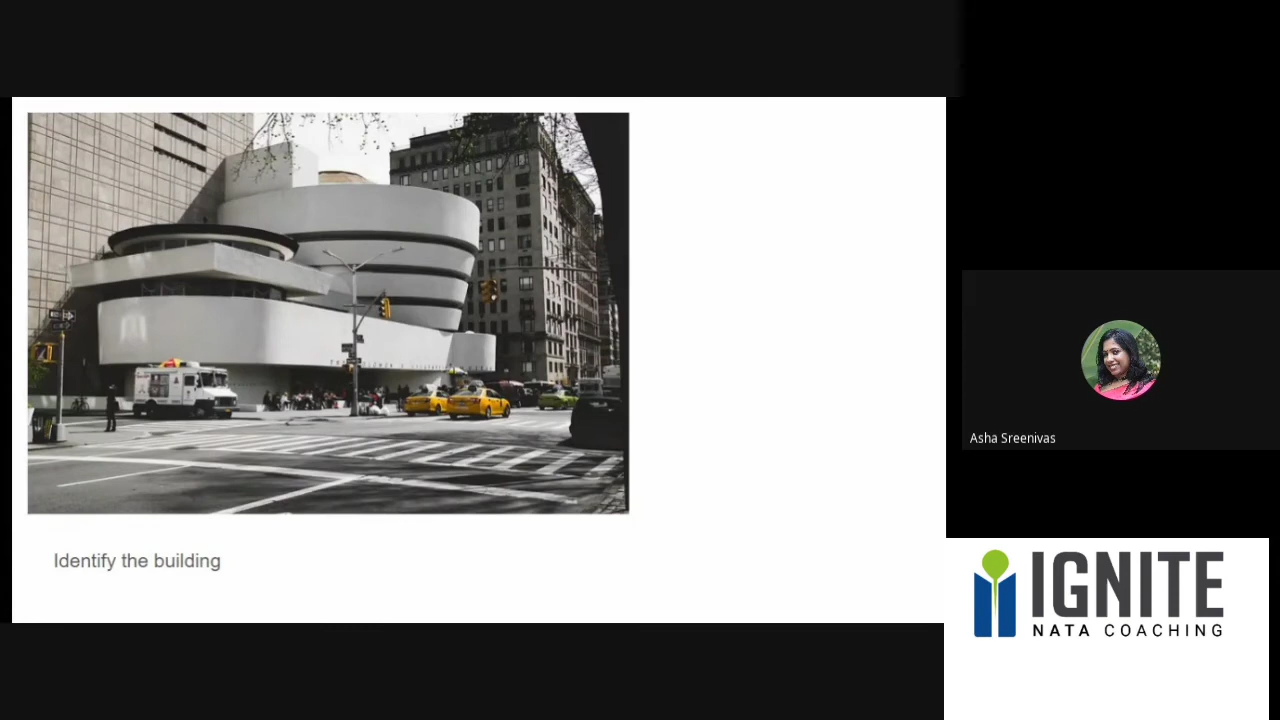 Identify the building
Asha Sreenivas
IGNITE
NATA COACHING